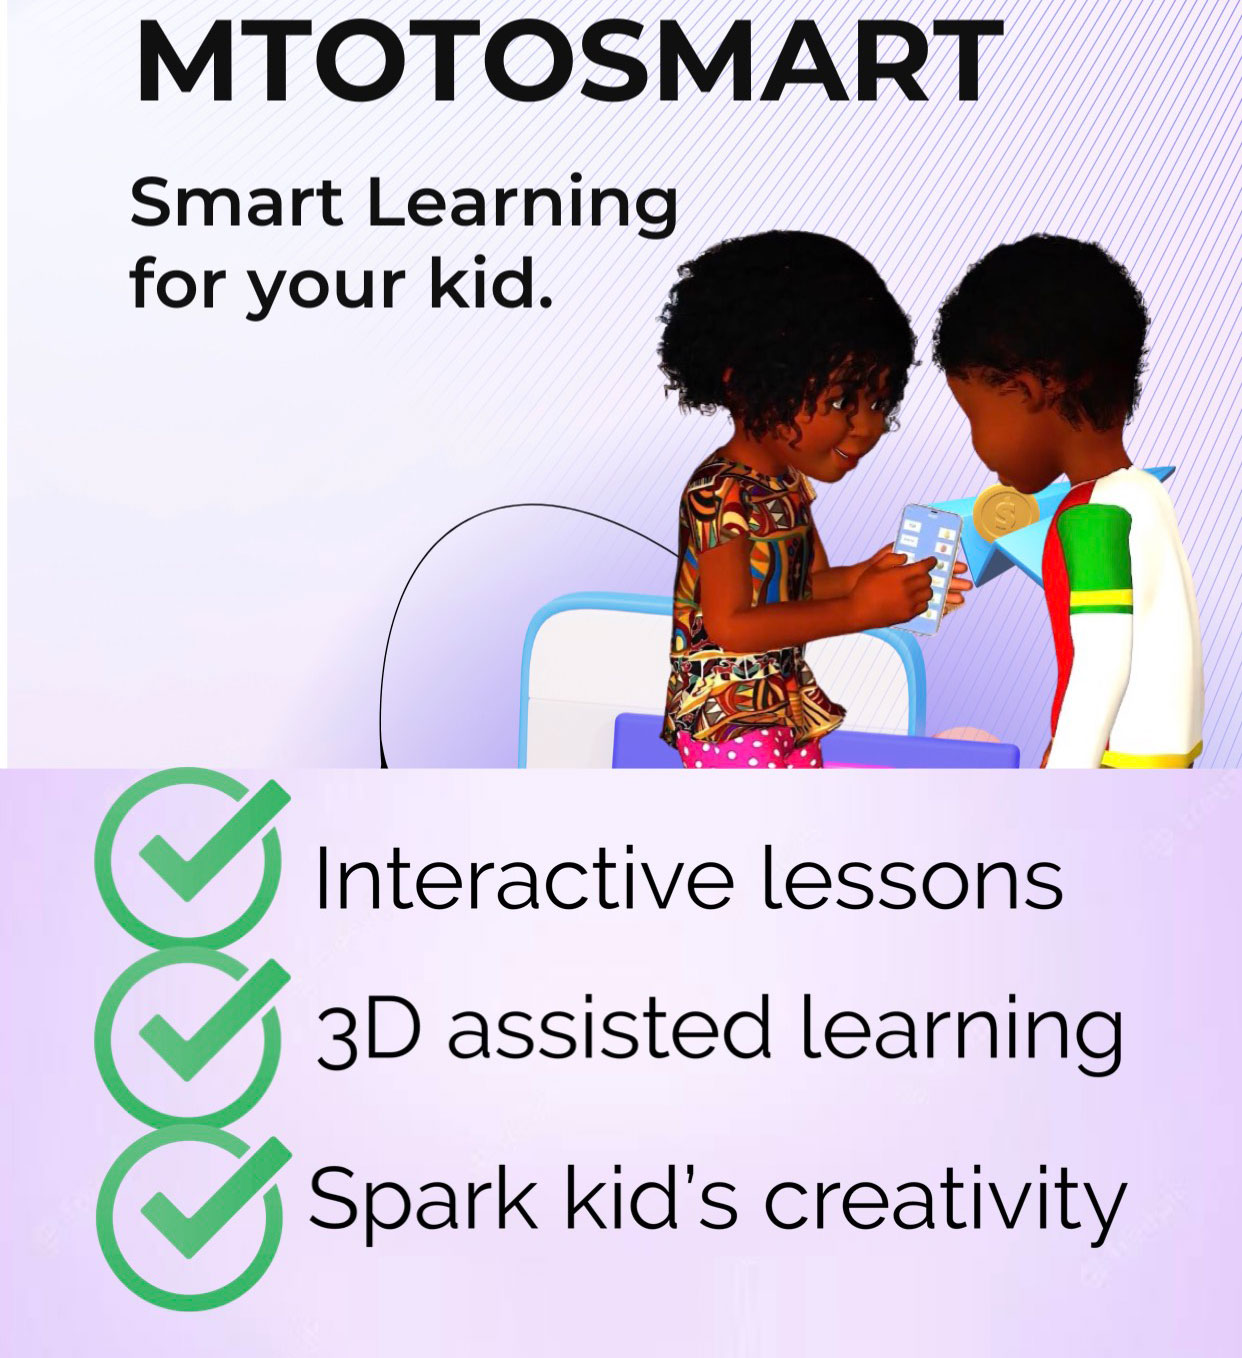 MTOTOSMART
Smart Learning
for your kid.
$
Interactive lessons
3D assisted learning
Spark kid's creativity